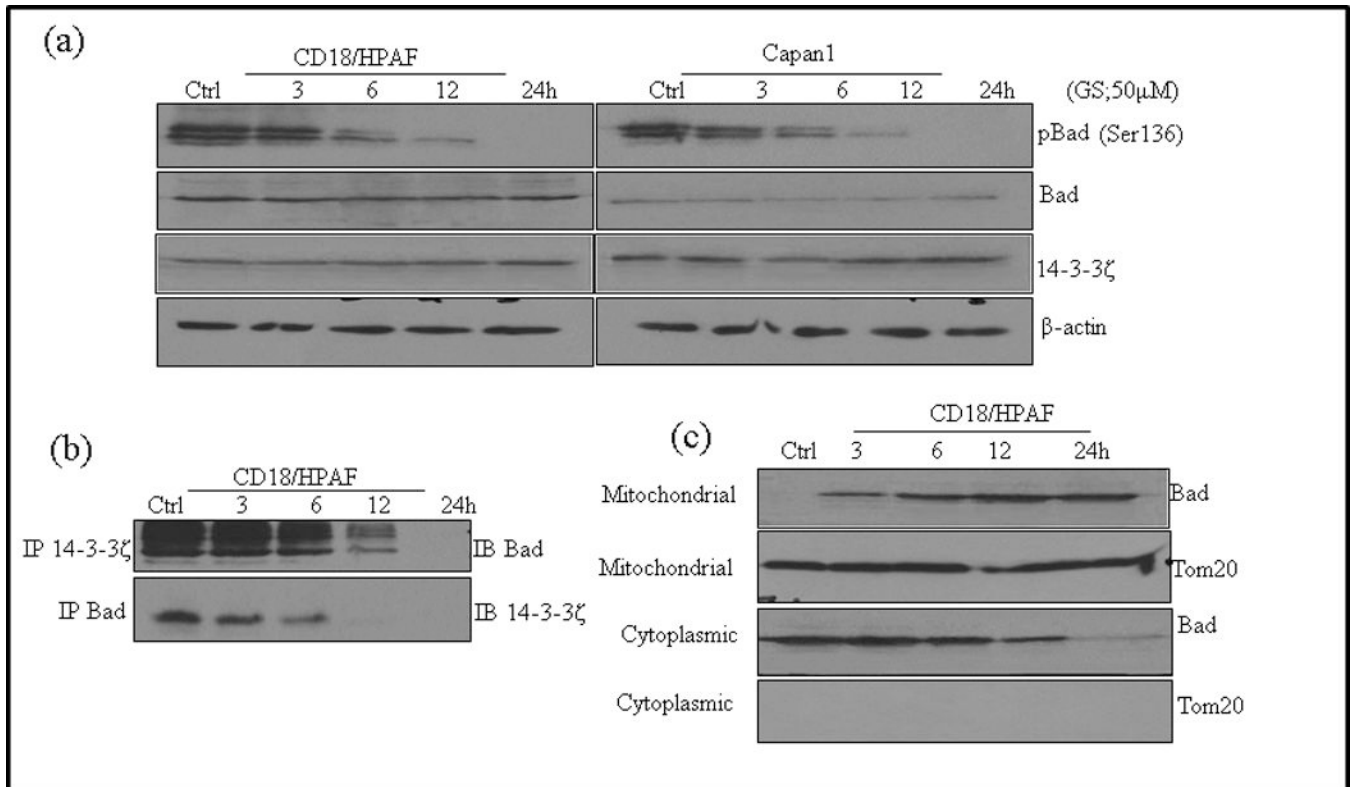 (a)
CD18/HPAF Capan1
Ctrl 3 6 12 24h Ctrl 3 6 12 24h (GS;50μM)
pBad (Ser136)
Bad
14-3-3ζ
β-actin
(b)
CD18/HPAF
Ctrl 3 6 12 24h
IP 14-3-3ζ IB Bad
IP Bad IB 14-3-3ζ
(c)
CD18/HPAF
Ctrl 3 6 12 24h
Mitochondrial Bad
Mitochondrial Tom20
Cytoplasmic Bad
Cytoplasmic Tom20